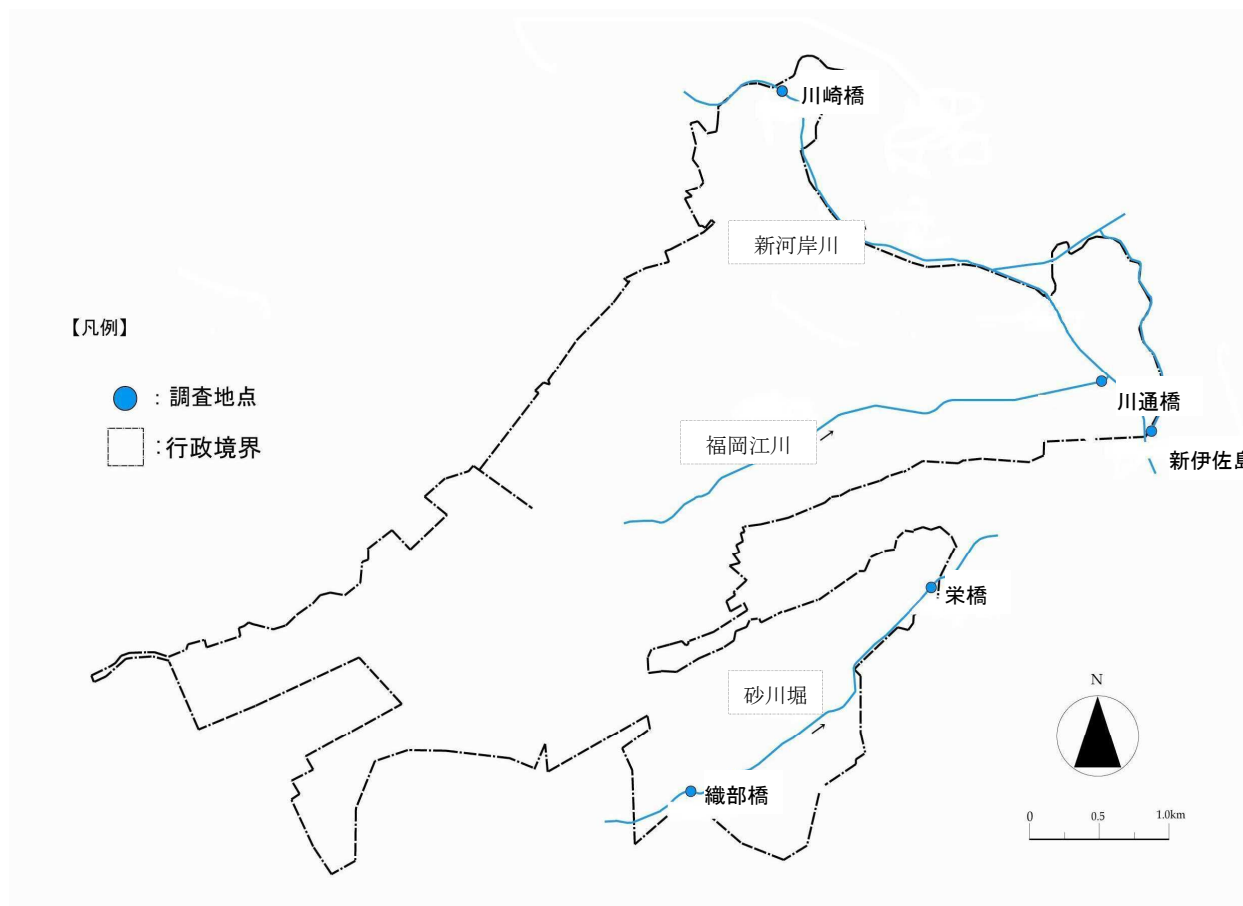 川崎橋
新河岸川
【凡例】
：調査地点
川通橋
福岡江川
：行政境界
新伊佐島
栄橋
砂川堀
N
織部橋
0 0.5 1.0km